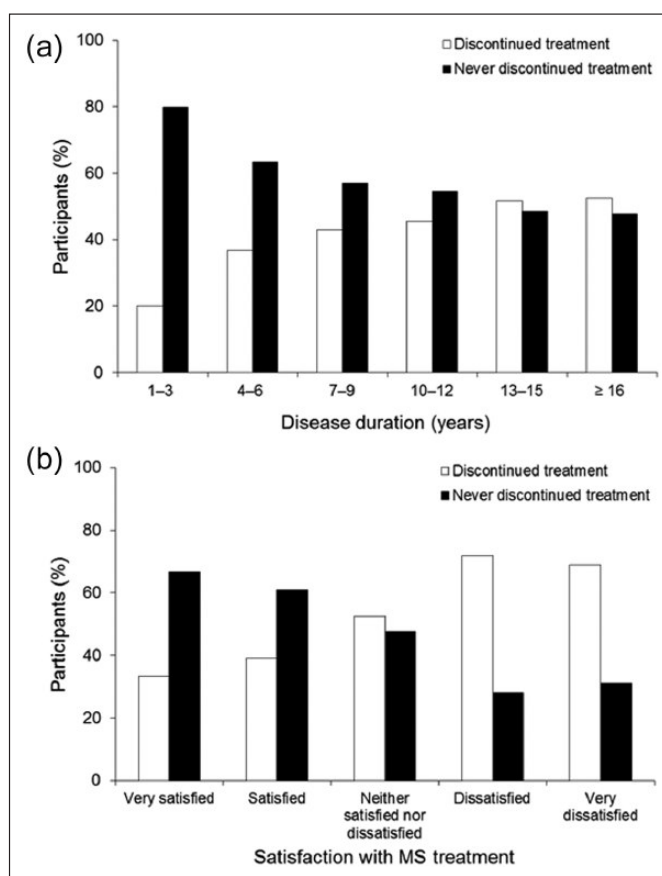 (a)
100
80
60
40
20
0
Participants (%)
Discontinued treatment
Never discontinued treatment
1–3 4–6 7–9 10–12 13–15 ≥ 16
Disease duration (years)
(b)
100
80
60
40
20
0
Participants (%)
Discontinued treatment
Never discontinued treatment
Very satisfied Satisfied Neither Dissatisfied Very
satisfied nor dissatisfied
dissatisfied
Satisfaction with MS treatment